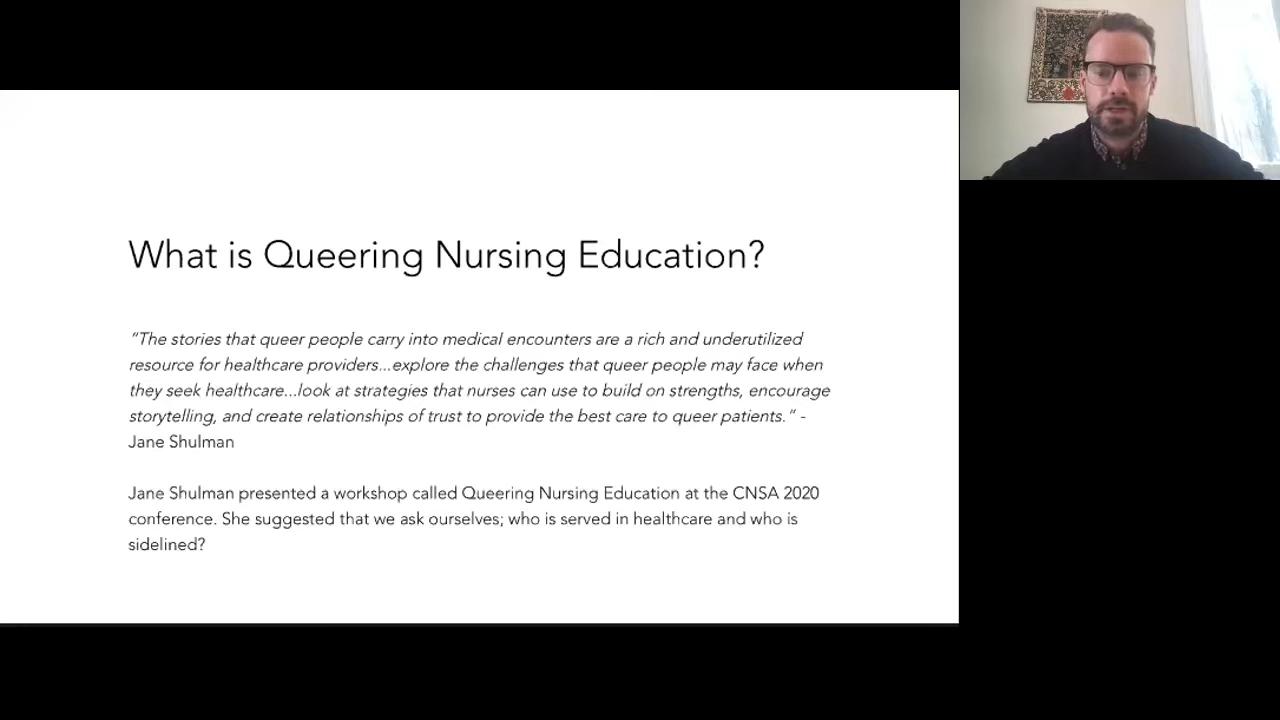 What is Queering Nursing Education?
“The stories that queer people carry into medical encounters are a rich and underutilized
resource for healthcare providers...explore the challenges that queer people may face when
they seek healthcare...look at strategies that nurses can use to build on strengths, encourage
storytelling, and create relationships of trust to provide the best care to queer patients.” -
Jane Shulman
Jane Shulman presented a workshop called Queering Nursing Education at the CNSA 2020
conference. She suggested that we ask ourselves; who is served in healthcare and who is
sidelined?